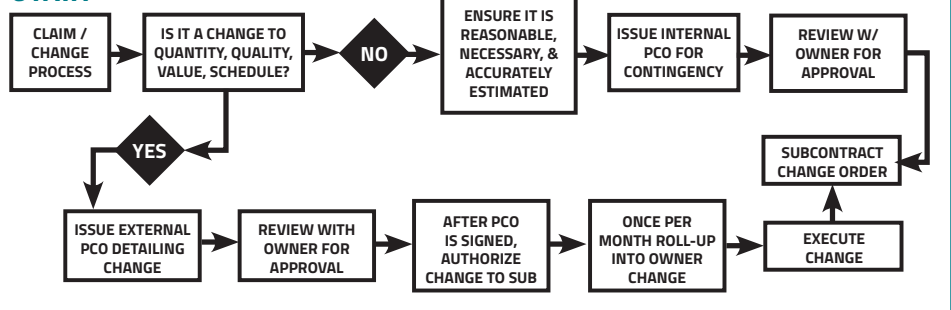 CLAIM /
CHANGE
PROCESS
IS IT A CHANGE TO
QUANTITY, QUALITY,
VALUE, SCHEDULE?
NO
ENSURE IT IS
REASONABLE,
NECESSARY, &
ACCURATELY
ESTIMATED
ISSUE INTERNAL
PCO FOR
CONTINGENCY
REVIEW W/
OWNER FOR
APPROVAL
YES
SUBCONTRACT
CHANGE ORDER
ISSUE EXTERNAL
PCO DETAILING
CHANGE
REVIEW WITH
OWNER FOR
APPROVAL
AFTER PCO
IS SIGNED,
AUTHORIZE
CHANGE TO SUB
ONCE PER
MONTH ROLL-UP
INTO OWNER
CHANGE
EXECUTE
CHANGE